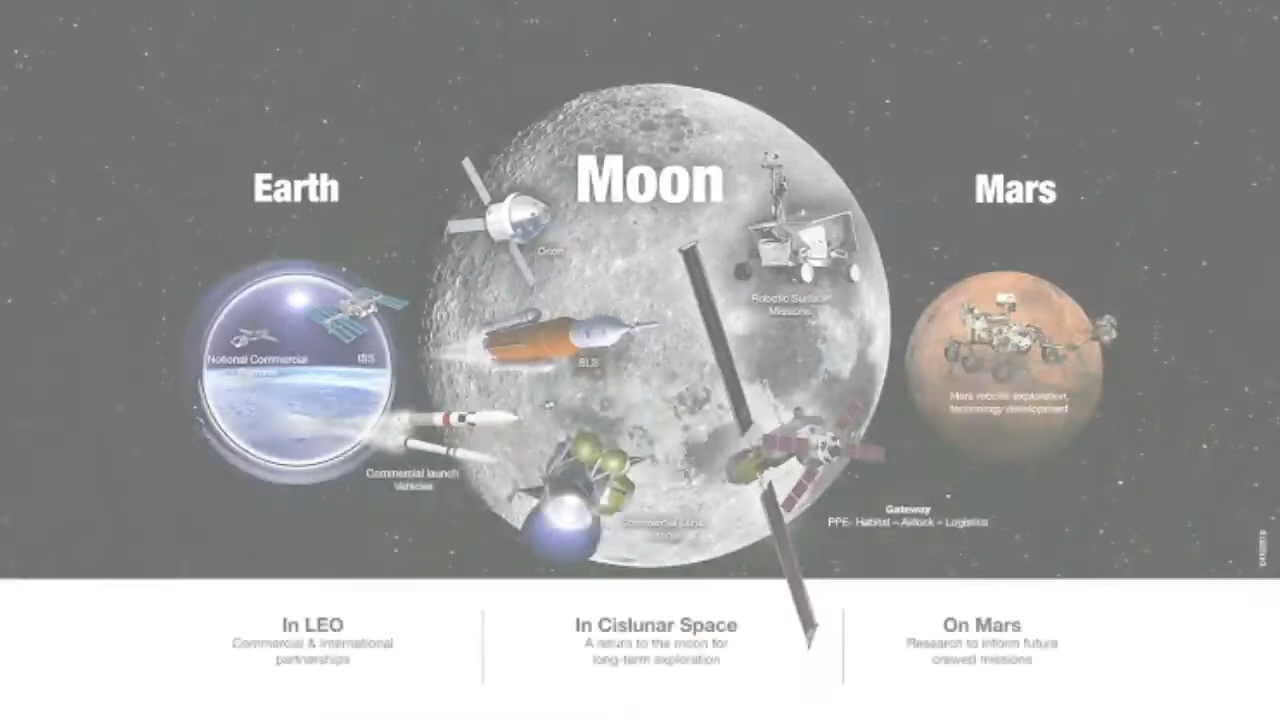 Earth
Moon
Mars
Orion
Robotic Surface
Missions
Notional Commercial
ISS
SLS
Mars robotic exploration,
technology development
Commercial launch
Vehicles
Commercial
Gateway
PPE- Habitat – Airlock – Logistics
In LEO
Commercial & international
partnerships
In Cislunar Space
A return to the moon for
long-term exploration
On Mars
Research to inform future
crewed missions